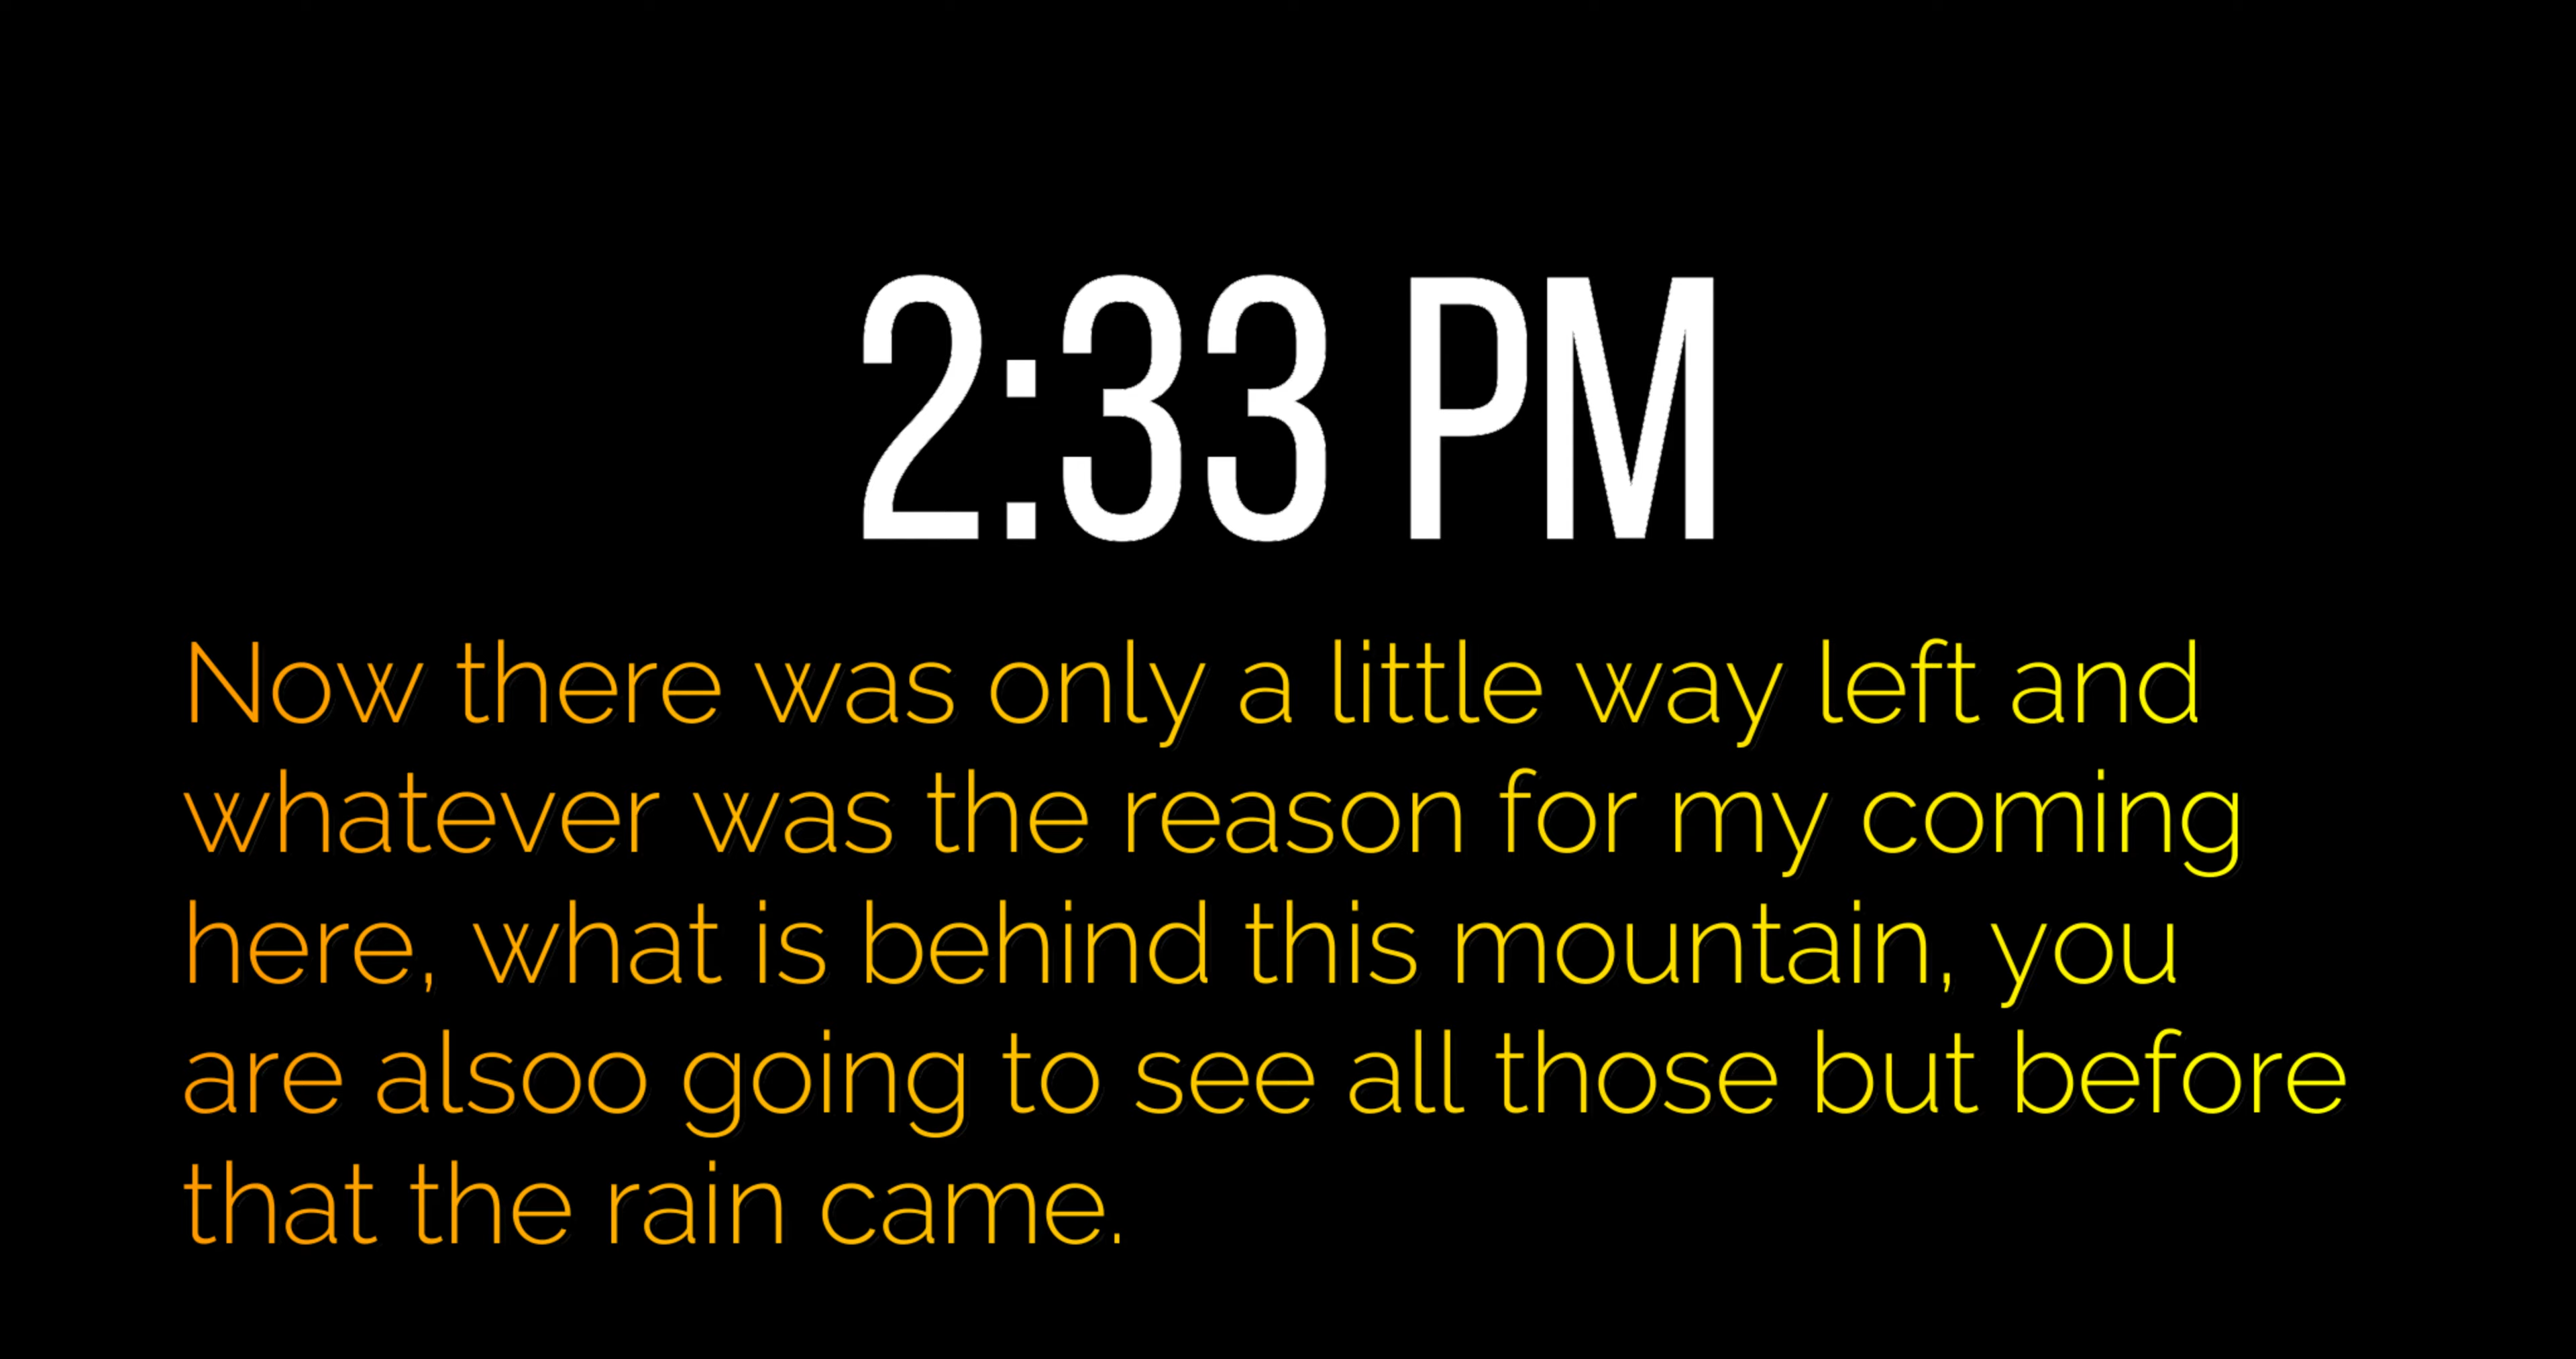 2:33 PM
Now there was only a little way left and
whatever was the reason for my coming
here, what is behind this mountain, you
are alsoo going to see all those but before
that the rain came.